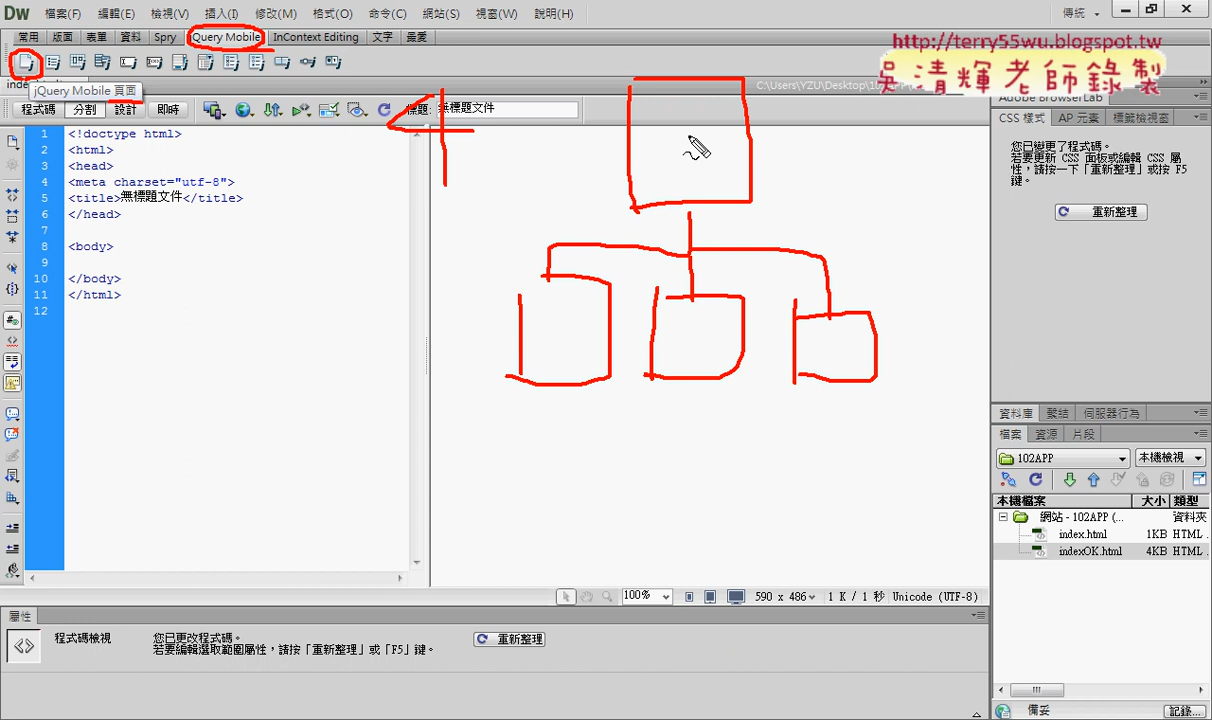 Dw 檔案(F) 編輯(E) 檢視(V) 插入(I) 修改(M) 格式(O) 命令(C) 網站(S) 視窗(W) 說明(H) 傳統
常用 版面 表單 資料 Spry jQuery Mobile InContext Editing 文字 我的最愛
http://terry55wu.blogspot.tw
吳清輝老師錄製
jQuery Mobile 頁面
C:\Users\YZU\Desktop\10
Adobe BrowserLab
程式碼 分割 設計 即時 標題: 無標題文件
CSS 樣式 AP 元素 標籤檢視窗
1 <!doctype html>
2 <html>
3 <head>
4 <meta charset="utf-8">
5 <title>無標題文件</title>
6 </head>
7
8 <body>
9
10 </body>
11 </html>
12
4
您已變更了程式碼。
若要更新 CSS 面板或編輯 CSS 屬
性，請按一下「重新整理」或按 F5
鍵。
重新整理
資料庫 繫結 伺服器行為
檔案 資源 片段
102APP 本機檢視
本機檔案 大小 類型
網站 - 102APP (... 資料夾
index.html 1KB HTML .
indexOK.html 4KB HTML .
100% 590 x 486 1 K / 1 秒 Unicode (UTF-8)
屬性
程式碼檢視 您已更改程式碼。
若要編輯選取範圍屬性，請按「重新整理」或「F5」鍵。
重新整理
備妥 記錄...